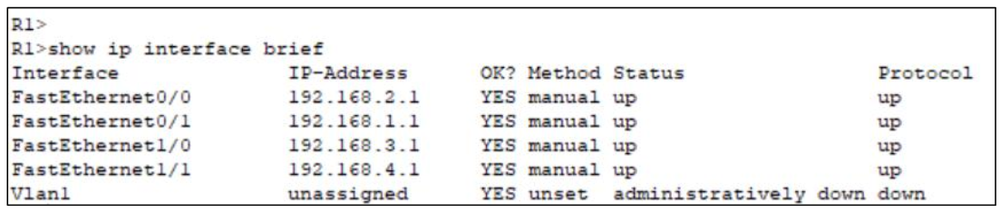 R1>
R1>show ip interface brief
Interface IP-Address OK? Method Status Protocol
FastEthernet0/0 192.168.2.1 YES manual up up
FastEthernet0/1 192.168.1.1 YES manual up up
FastEthernet1/0 192.168.3.1 YES manual up up
FastEthernet1/1 192.168.4.1 YES manual up up
Vlan1 unassigned YES unset administratively down down